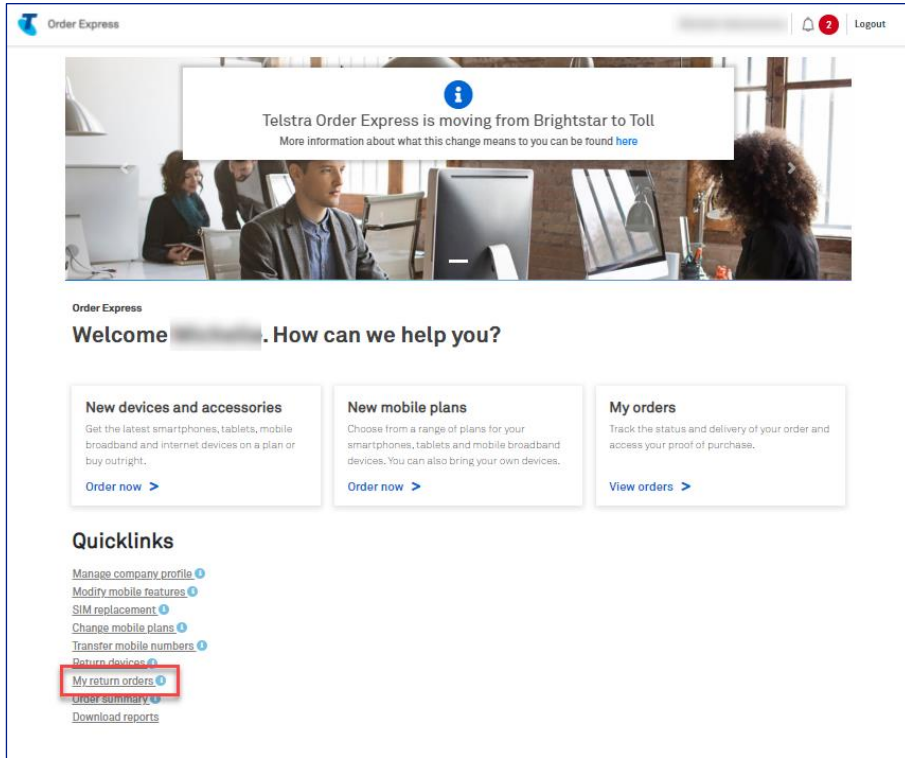 Order Express
2
Logout
Telstra Order Express is moving from Brightstar to Toll
More information about what this change means to you can be found here
Order Express
Welcome . How can we help you?
New devices and accessories
Get the latest smartphones, tablets, mobile
broadband and internet devices on a plan or
buy outright.
Order now >
New mobile plans
Choose from a range of plans for your
smartphones, tablets and mobile broadband
devices. You can also bring your own devices.
Order now >
My orders
Track the status and delivery of your order and
access your proof of purchase.
View orders >
Quicklinks
Manage company profile
Modify mobile features
SIM replacement
Change mobile plans
Transfer mobile numbers
Return devices
My return orders
Order summary
Download reports